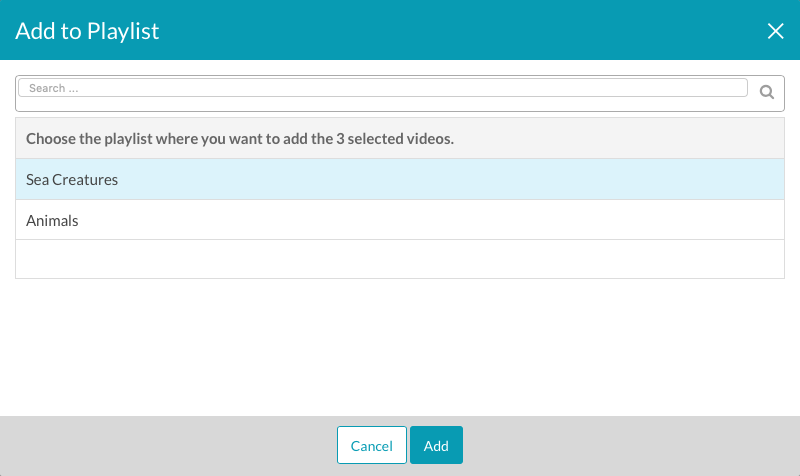 Add to Playlist
Search ...
Choose the playlist where you want to add the 3 selected videos.
Sea Creatures
Animals
Cancel
Add